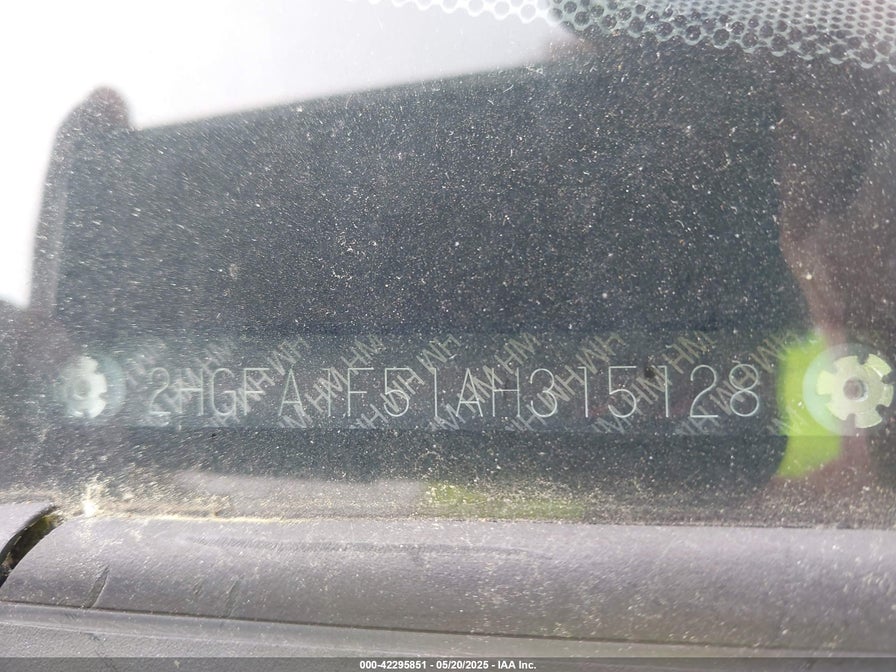 2HGFA1F51AH315128
000-42295851 - 05/20/2025 - IAA Inc.